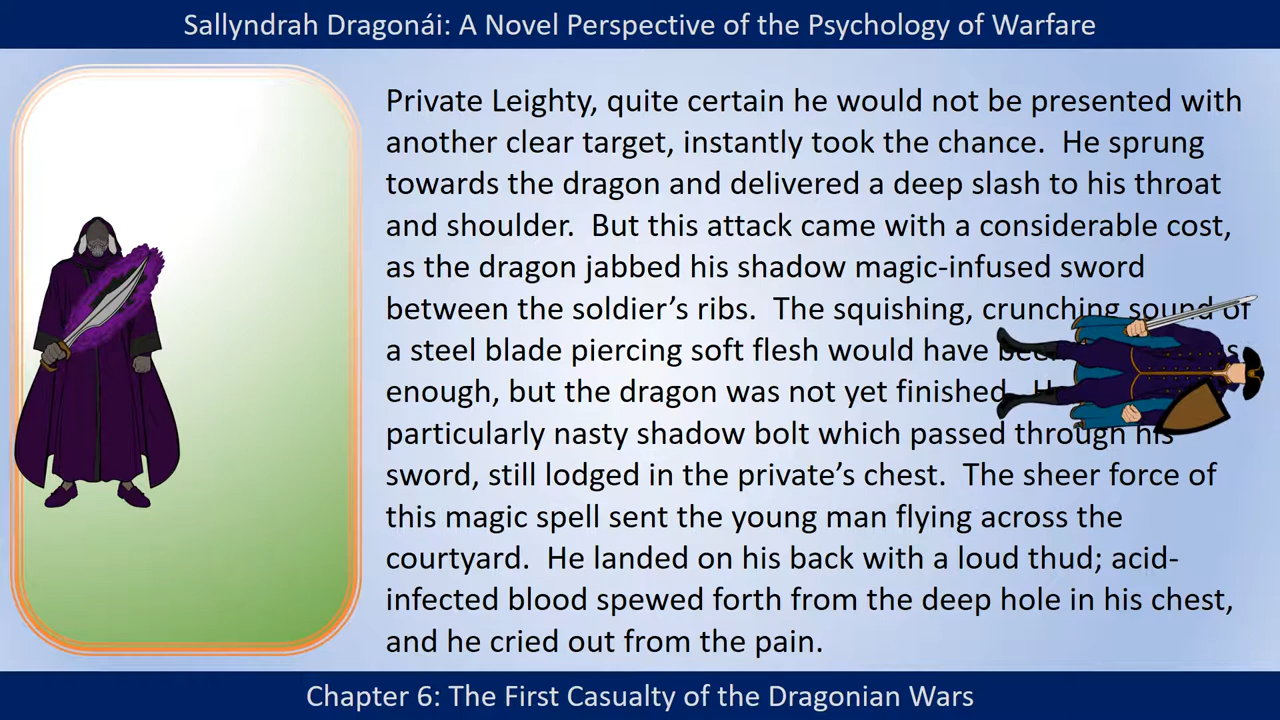 Sallyndrah Dragonái: A Novel Perspective of the Psychology of Warfare
Private Leighty, quite certain he would not be presented with
another clear target, instantly took the chance.  He sprung
towards the dragon and delivered a deep slash to his throat
and shoulder.  But this attack came with a considerable cost,
as the dragon jabbed his shadow magic-infused sword
between the soldier’s ribs.  The squishing, crunching sound of
a steel blade piercing soft flesh would have
enough, but the dragon was not yet finished.
particularly nasty shadow bolt which passed through his
sword, still lodged in the private’s chest.  The sheer force of
this magic spell sent the young man flying across the
courtyard.  He landed on his back with a loud thud; acid-
infected blood spewed forth from the deep hole in his chest,
and he cried out from the pain.
Chapter 6: The First Casualty of the Dragonian Wars